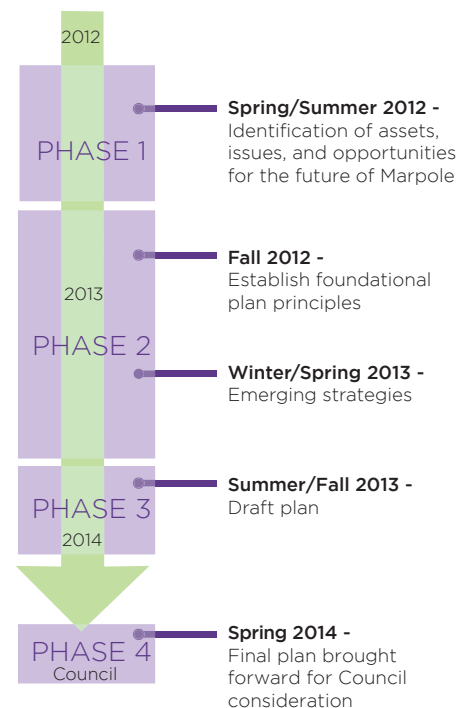 2012
PHASE 1
Spring/Summer 2012 -
Identification of assets,
issues, and opportunities
for the future of Marpole
Fall 2012 -
Establish foundational
plan principles
2013
PHASE 2
Winter/Spring 2013 -
Emerging strategies
Summer/Fall 2013 -
Draft plan
PHASE 3
2014
Spring 2014 -
Final plan brought
forward for Council
consideration
PHASE 4
Council